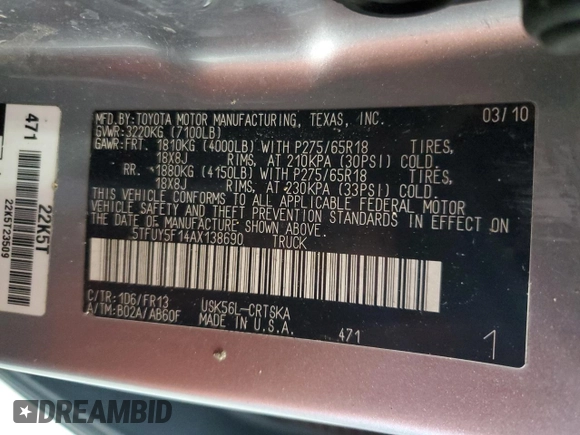 MFD.BY:TOYOTA MOTOR MANUFACTURING, TEXAS, INC. 03/10
GVWR:3220KG (7100LB)
GAWR:FRT. 1810KG (4000LB) WITH P275/65R18 TIRES,
18X8J RIMS, AT 210KPA (30PSI) COLD.
RR. 1880KG (4150LB) WITH P275/65R18 TIRES,
18X8J RIMS, AT 230KPA (33PSI) COLD.
THIS VEHICLE CONFORMS TO ALL APPLICABLE FEDERAL MOTOR
VEHICLE SAFETY AND THEFT PREVENTION STANDARDS IN EFFECT ON
THE DATE OF MANUFACTURE SHOWN ABOVE.
5TFUY5F14AX138690 TRUCK
C/TR:1D6/FR13 USK56L-CRTSKA
A/TM:B02A/AB60F MADE IN U.S.A. 471 1
471
22K5T
22K5T23509
DREAMBID